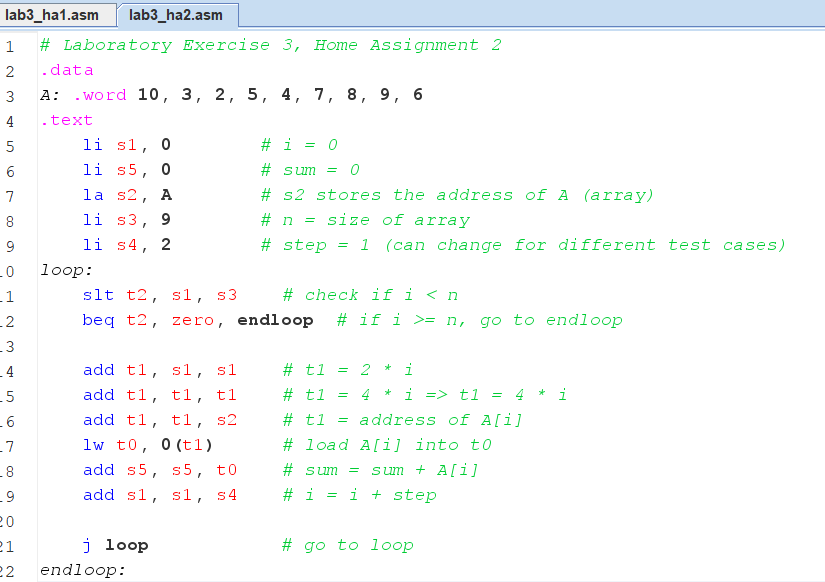 lab3_ha1.asm lab3_ha2.asm
1 # Laboratory Exercise 3, Home Assignment 2
2 .data
3 A: .word 10, 3, 2, 5, 4, 7, 8, 9, 6
4 .text
5 li s1, 0 # i = 0
6 li s5, 0 # sum = 0
7 la s2, A # s2 stores the address of A (array)
8 li s3, 9 # n = size of array
9 li s4, 2 # step = 1 (can change for different test cases)
10 loop:
11 slt t2, s1, s3 # check if i < n
12 beq t2, zero, endloop # if i >= n, go to endloop
13
14 add t1, s1, s1 # t1 = 2 * i
15 add t1, t1, t1 # t1 = 4 * i => t1 = 4 * i
16 add t1, t1, s2 # t1 = address of A[i]
17 lw t0, 0(t1) # load A[i] into t0
18 add s5, s5, t0 # sum = sum + A[i]
19 add s1, s1, s4 # i = i + step
20
21 j loop # go to loop
22 endloop: